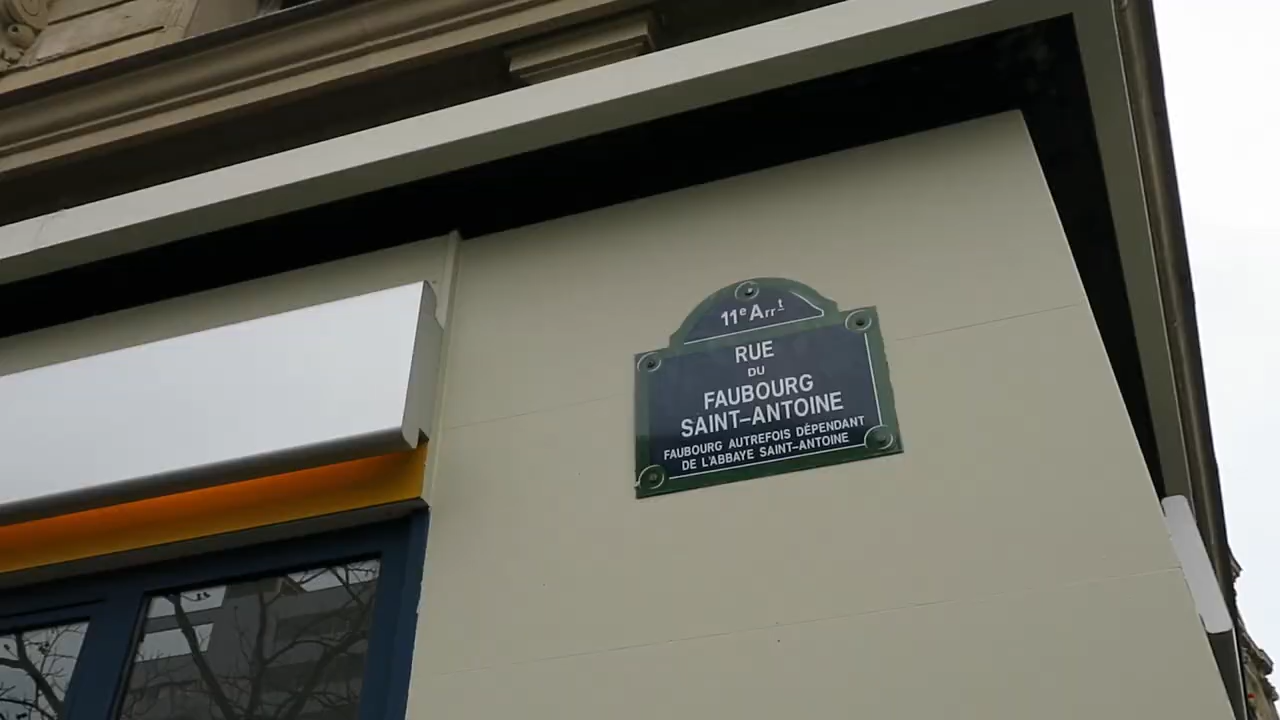 11e Arrt
RUE
DU
FAUBOURG
SAINT-ANTOINE
FAUBOURG AUTREFOIS DÉPENDANT
DE L'ABBAYE SAINT-ANTOINE